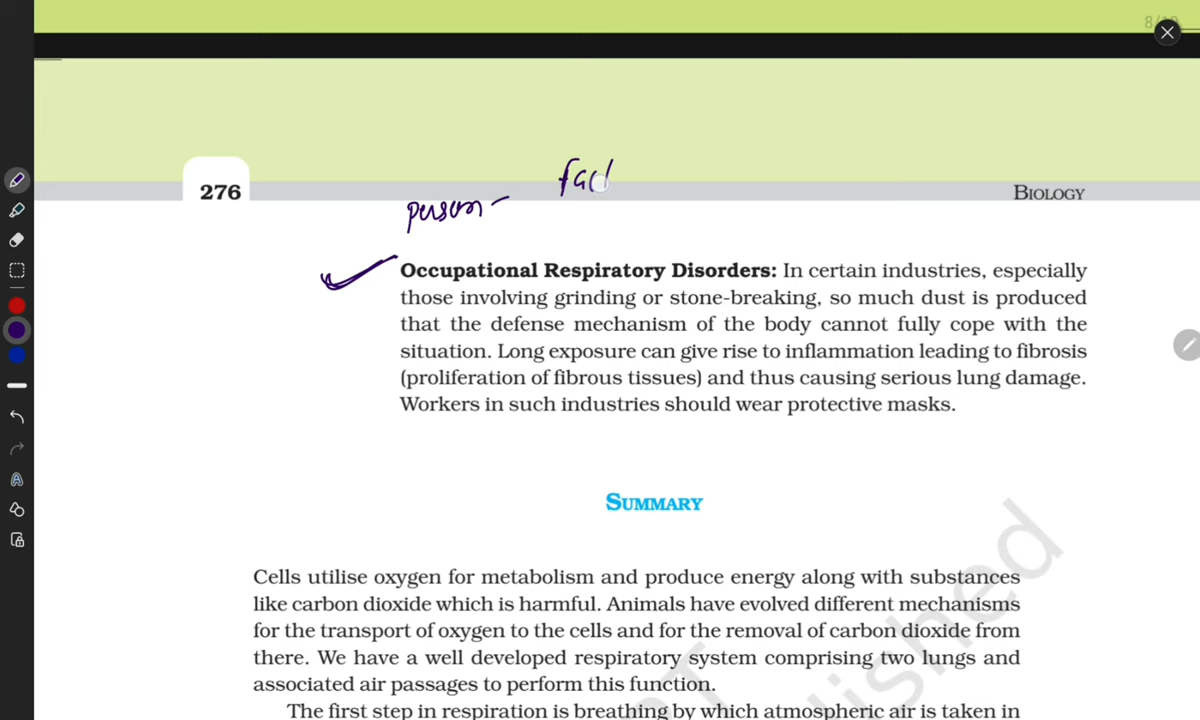 8/10
276
BIOLOGY
person -
Occupational Respiratory Disorders: In certain industries, especially
those involving grinding or stone-breaking, so much dust is produced
that the defense mechanism of the body cannot fully cope with the
situation. Long exposure can give rise to inflammation leading to fibrosis
(proliferation of fibrous tissues) and thus causing serious lung damage.
Workers in such industries should wear protective masks.
SUMMARY
Cells utilise oxygen for metabolism and produce energy along with substances
like carbon dioxide which is harmful. Animals have evolved different mechanisms
for the transport of oxygen to the cells and for the removal of carbon dioxide from
there. We have a well developed respiratory system comprising two lungs and
associated air passages to perform this function.
The first step in respiration is breathing by which atmospheric air is taken in